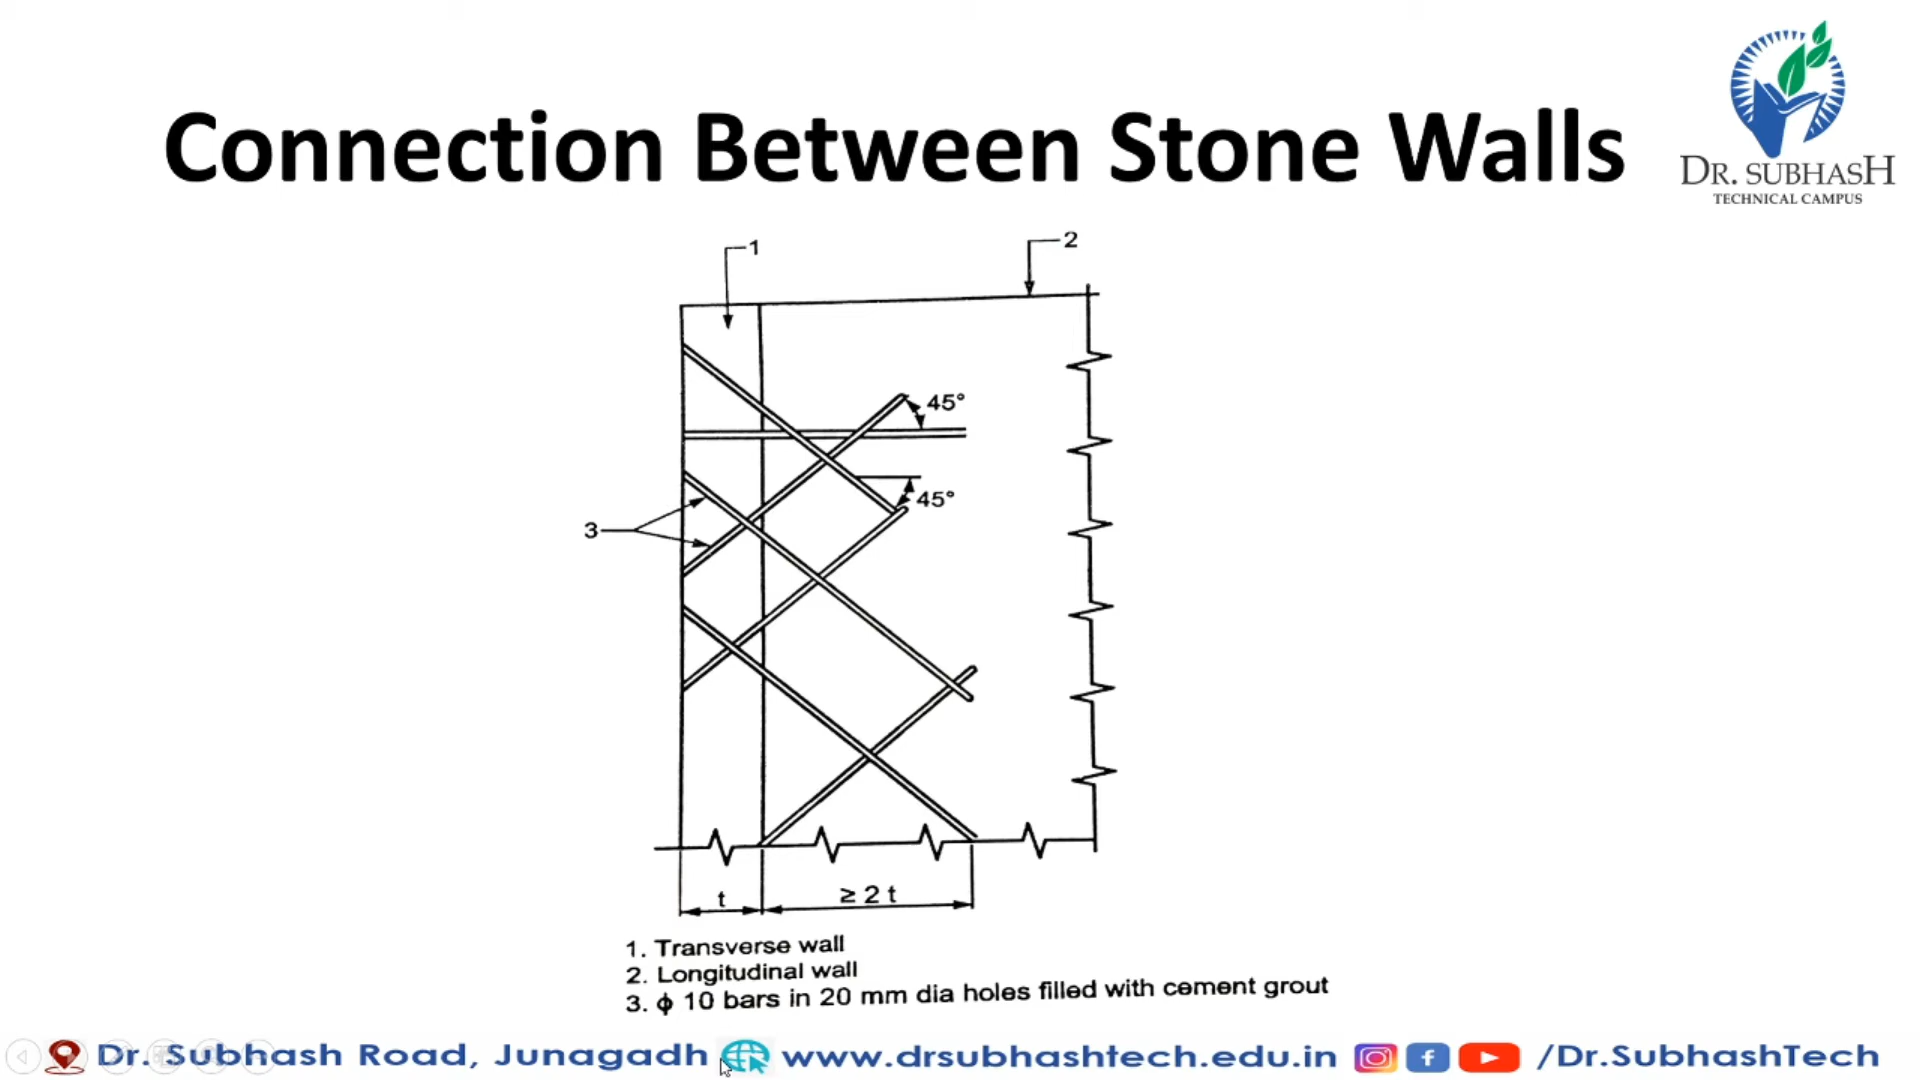 Connection Between Stone Walls
DR. SUBHASH
TECHNICAL CAMPUS
1
2
45°
45°
3
t
≥ 2 t
1. Transverse wall
2. Longitudinal wall
3. ϕ 10 bars in 20 mm dia holes filled with cement grout
Dr. Subhash Road, Junagadh www.drsubhashtech.edu.in /Dr.SubhashTech